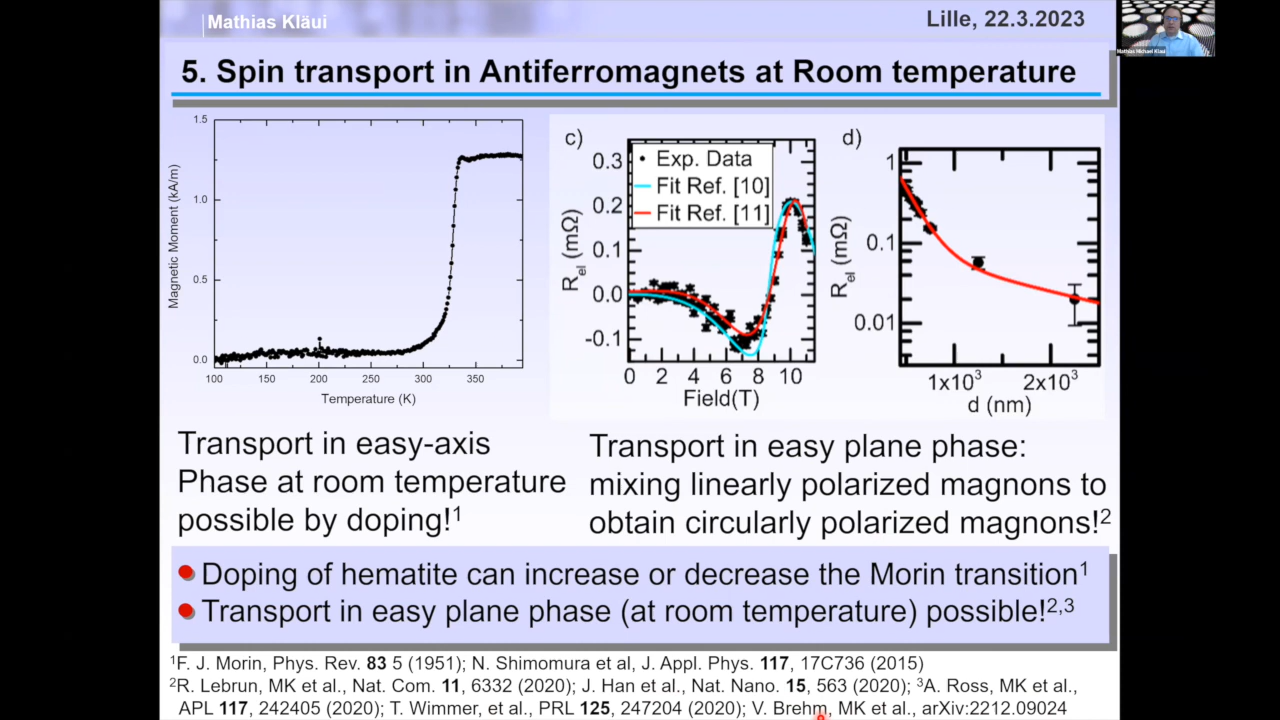 Mathias Kläui
Lille, 22.3.2023
Mathias Michael Kläui
5. Spin transport in Antiferromagnets at Room temperature
1.5
1.0
0.5
0.0
Magnetic Moment (kA/m)
100 150 200 250 300 350
Temperature (K)
c)
Exp. Data
Fit Ref. [10]
Fit Ref. [11]
0.3
0.2
0.1
0.0
-0.1
Rel (mΩ)
0 2 4 6 8 10
Field(T)
d)
1
0.1
0.01
Rel (mΩ)
1x10³ 2x10³
d (nm)
Transport in easy-axis
Phase at room temperature
possible by doping!¹
Transport in easy plane phase:
mixing linearly polarized magnons to
obtain circularly polarized magnons!²
• Doping of hematite can increase or decrease the Morin transition¹
• Transport in easy plane phase (at room temperature) possible!²,³
¹F. J. Morin, Phys. Rev. 83 5 (1951); N. Shimomura et al, J. Appl. Phys. 117, 17C736 (2015)
²R. Lebrun, MK et al., Nat. Com. 11, 6332 (2020); J. Han et al., Nat. Nano. 15, 563 (2020); ³A. Ross, MK et al.,
APL 117, 242405 (2020); T. Wimmer, et al., PRL 125, 247204 (2020); V. Brehm, MK et al., arXiv:2212.09024